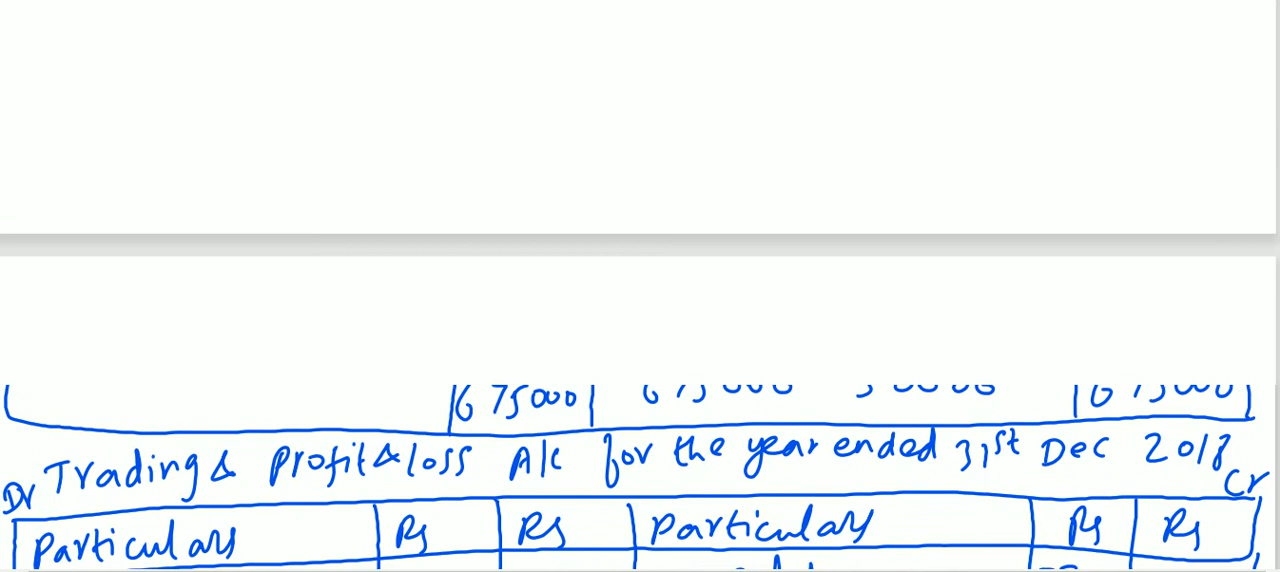 675000
Trading & Profit & loss A/c for the year ended 31st Dec 2018
Dr Cr
Particulars Rs Rs Particulars Rs Rs